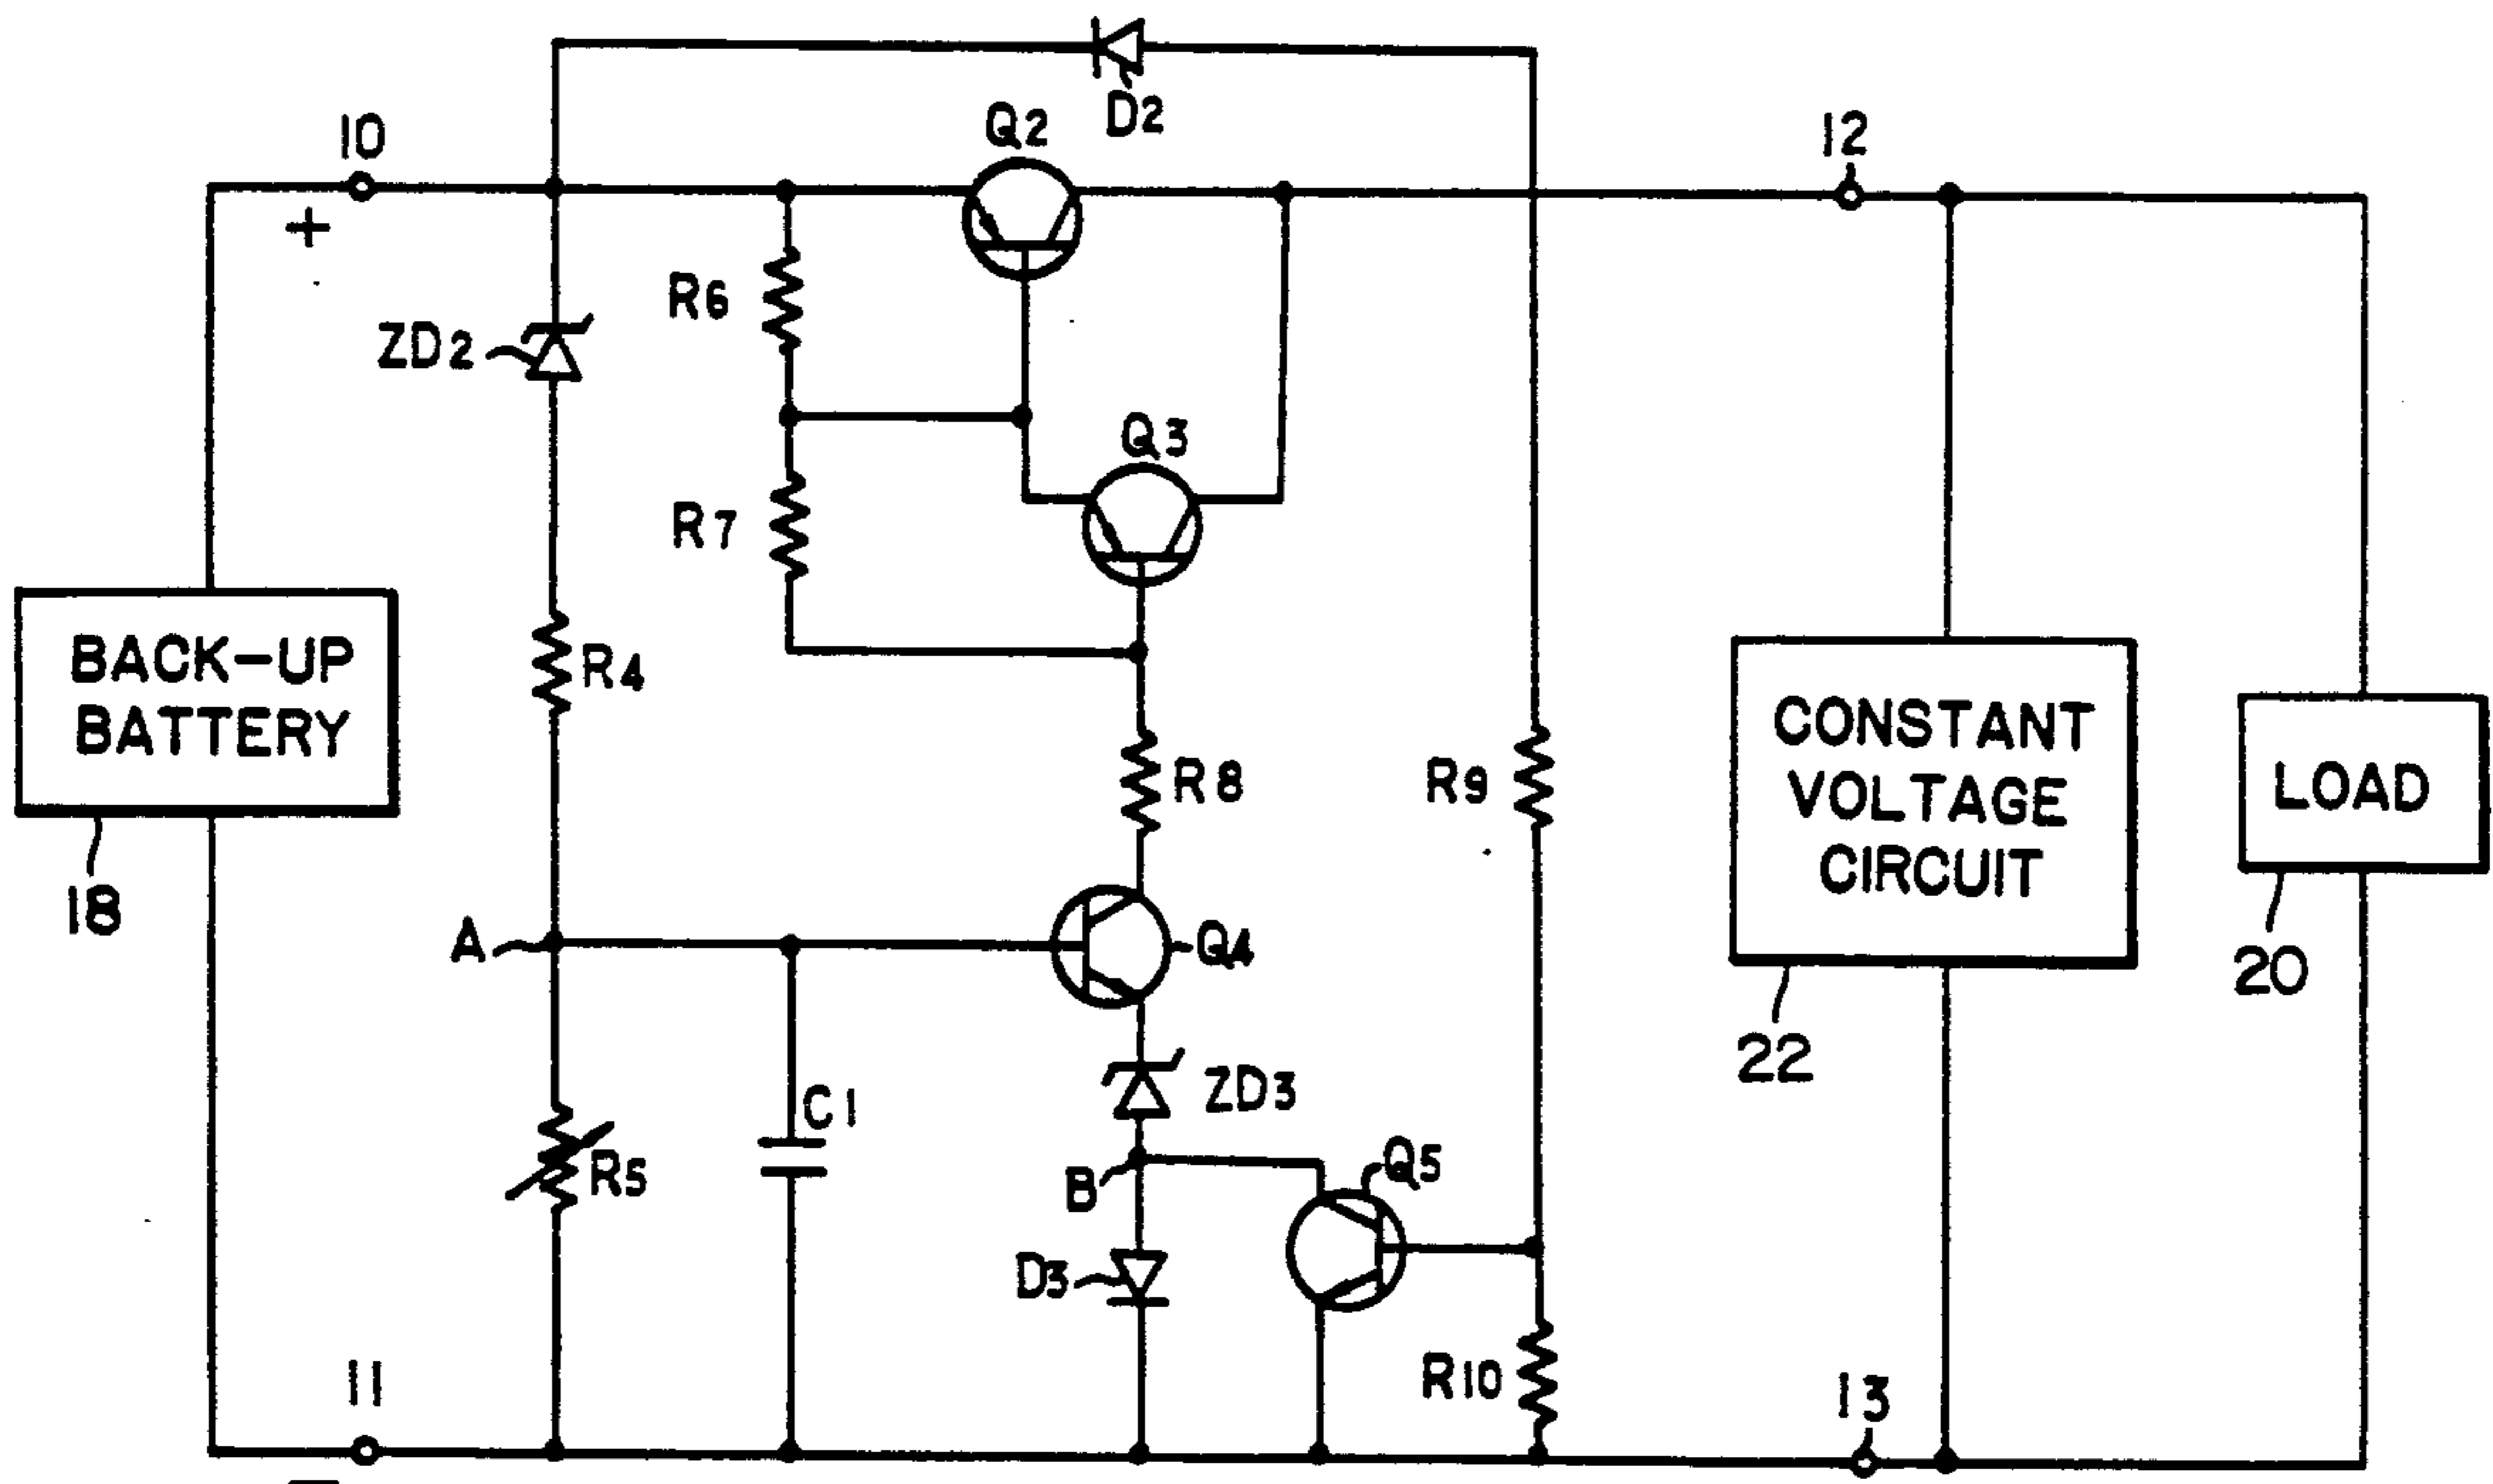 D2
Q2
10
12
+
R6
ZD2
Q3
R7
BACK-UP
BATTERY
R4
CONSTANT
VOLTAGE
CIRCUIT
R8
R9
LOAD
18
A
Q4
20
22
ZD3
C1
Q5
R5
B
D3
11
R10
13